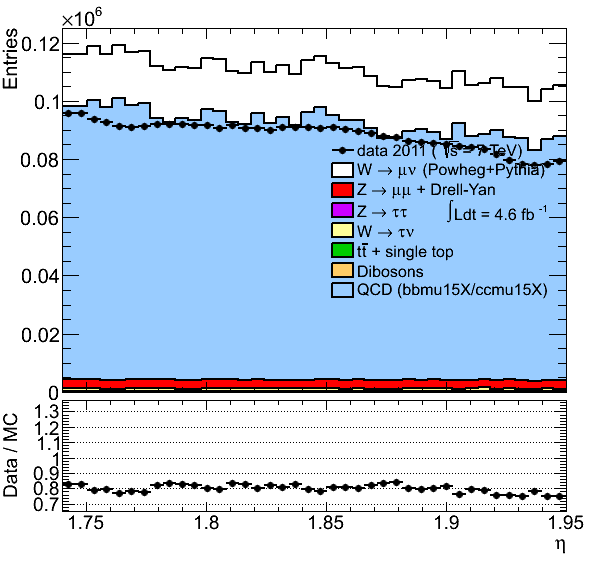 ×10⁶
Entries
0.12
0.1
0.08
0.06
0.04
0.02
0
data 2011 ( √s = 7 TeV)
W → μν (Powheg+Pythia)
Z → μμ + Drell-Yan
Z → ττ
∫Ldt = 4.6 fb⁻¹
W → τν
tt̄ + single top
Dibosons
QCD (bbmu15X/ccmu15X)
Data / MC
1.3
1.2
1.1
1
0.9
0.8
0.7
1.75 1.8 1.85 1.9 1.95
η